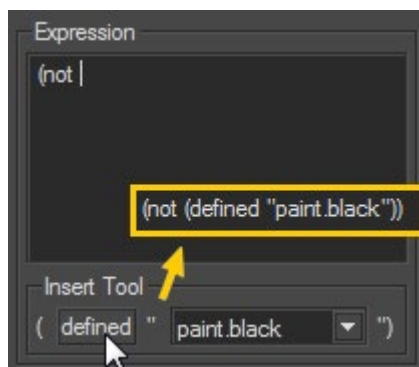 Expression
(not
(not (defined "paint.black"))
Insert Tool
( defined " paint.black ")